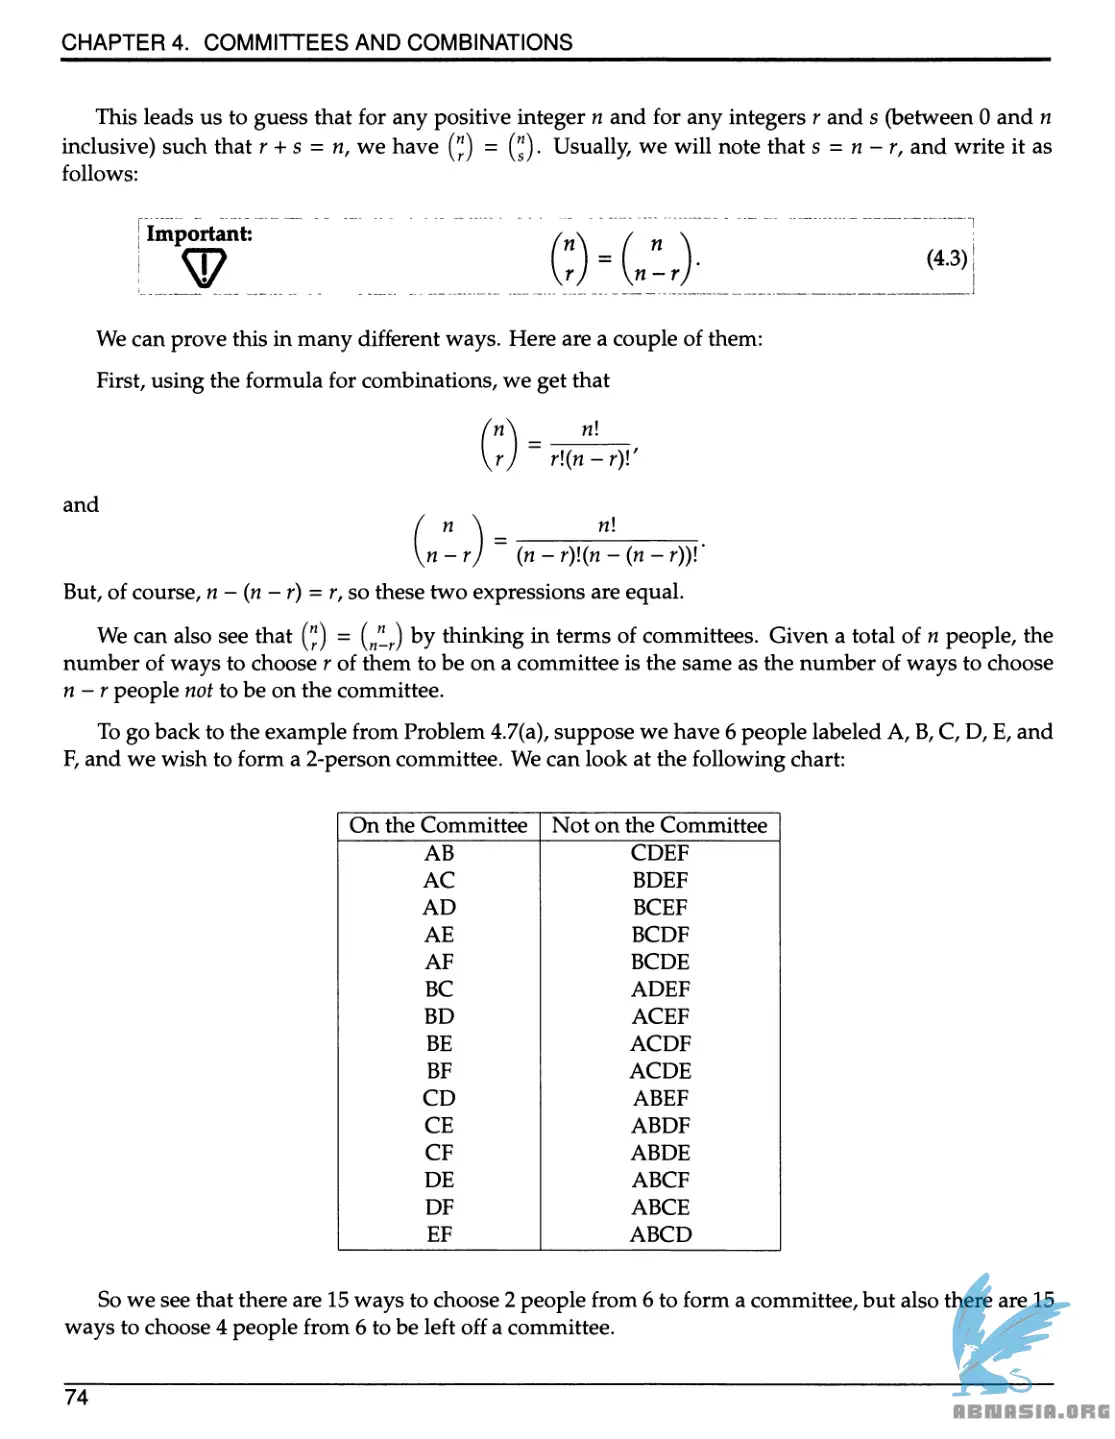 CHAPTER 4. COMMITTEES AND COMBINATIONS
This leads us to guess that for any positive integer n and for any integers r and s (between 0 and n
inclusive) such that r + s = n, we have (n r) = (n s). Usually, we will note that s = n − r, and write it as
follows:
Important:
(n r) = (n n − r). (4.3)
We can prove this in many different ways. Here are a couple of them:
First, using the formula for combinations, we get that
(n r) = n! / r!(n − r)!,
and
(n n − r) = n! / (n − r)!(n − (n − r))!.
But, of course, n − (n − r) = r, so these two expressions are equal.
We can also see that (n r) = (n n−r) by thinking in terms of committees. Given a total of n people, the
number of ways to choose r of them to be on a committee is the same as the number of ways to choose
n − r people not to be on the committee.
To go back to the example from Problem 4.7(a), suppose we have 6 people labeled A, B, C, D, E, and
F, and we wish to form a 2-person committee. We can look at the following chart:
On the Committee Not on the Committee
AB CDEF
AC BDEF
AD BCEF
AE BCDF
AF BCDE
BC ADEF
BD ACEF
BE ACDF
BF ACDE
CD ABEF
CE ABDF
CF ABDE
DE ABCF
DF ABCE
EF ABCD
So we see that there are 15 ways to choose 2 people from 6 to form a committee, but also there are 15
ways to choose 4 people from 6 to be left off a committee.
74
ABNASIA.ORG